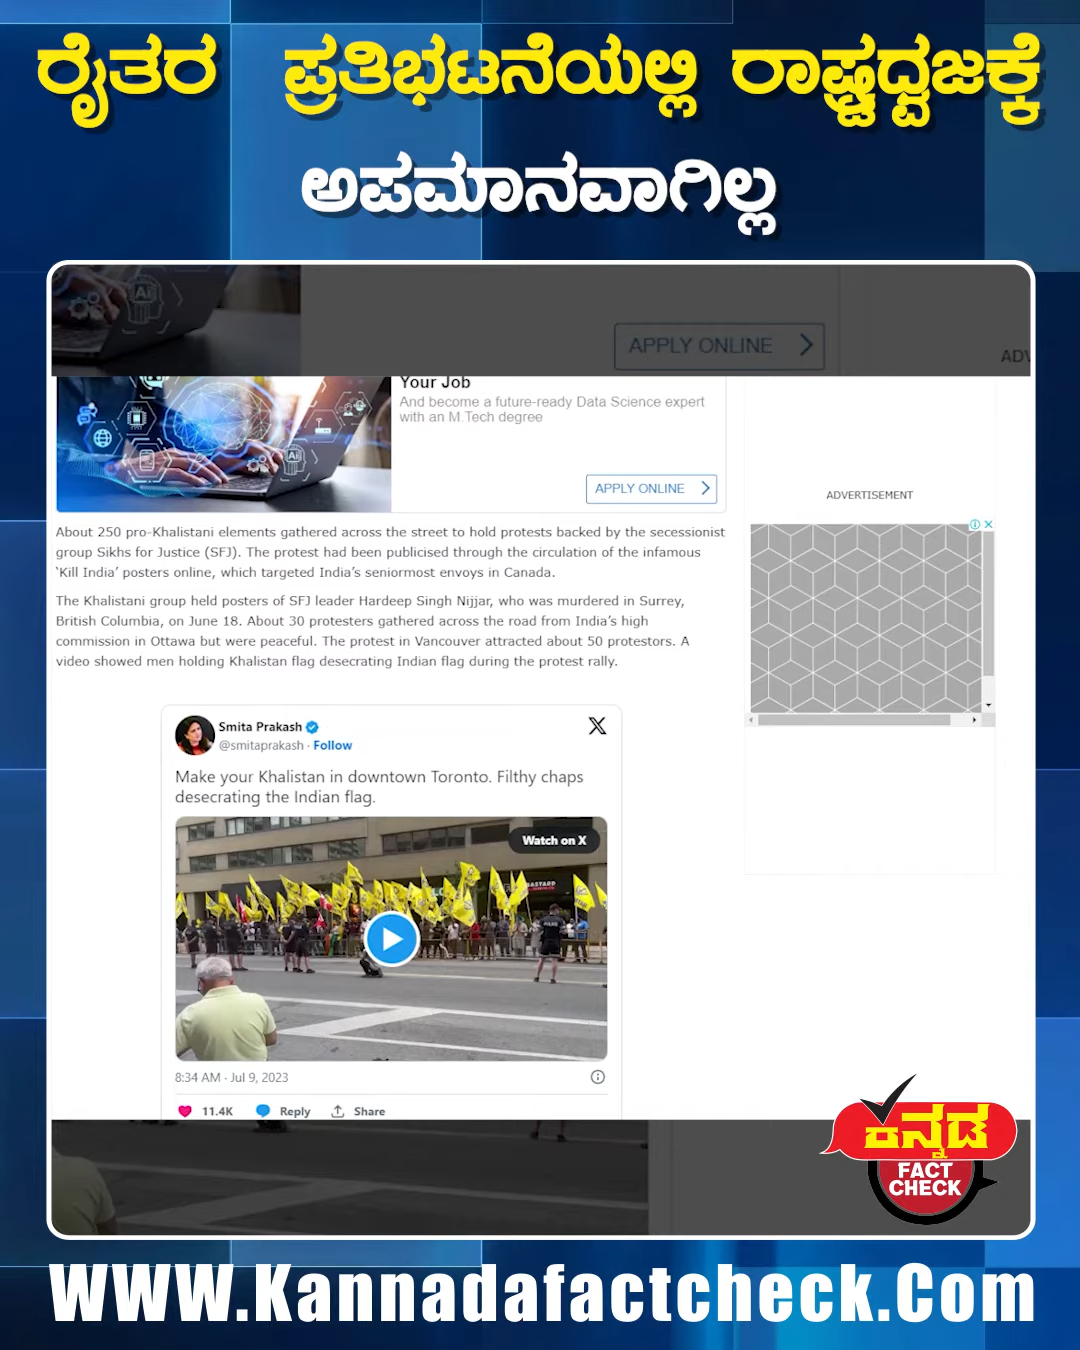 ರೈತರ ಪ್ರತಿಭಟನೆಯಲ್ಲಿ ರಾಷ್ಟ್ರಧ್ವಜಕ್ಕೆ
ಅಪಮಾನವಾಗಿಲ್ಲ
APPLY ONLINE
Your Job
And become a future-ready Data Science expert
with an M.Tech degree
APPLY ONLINE
ADVERTISEMENT
About 250 pro-Khalistani elements gathered across the street to hold protests backed by the secessionist
group Sikhs for Justice (SFJ). The protest had been publicised through the circulation of the infamous
'Kill India' posters online, which targeted India's seniormost envoys in Canada.
The Khalistani group held posters of SFJ leader Hardeep Singh Nijjar, who was murdered in Surrey,
British Columbia, on June 18. About 30 protesters gathered across the road from India's high
commission in Ottawa but were peaceful. The protest in Vancouver attracted about 50 protestors. A
video showed men holding Khalistan flag desecrating Indian flag during the protest rally.
Smita Prakash
@smitaprakash · Follow
Make your Khalistan in downtown Toronto. Filthy chaps
desecrating the Indian flag.
Watch on X
8:34 AM · Jul 9, 2023
11.4K Reply Share
ಕನ್ನಡ
FACT
CHECK
WWW.Kannadafactcheck.Com